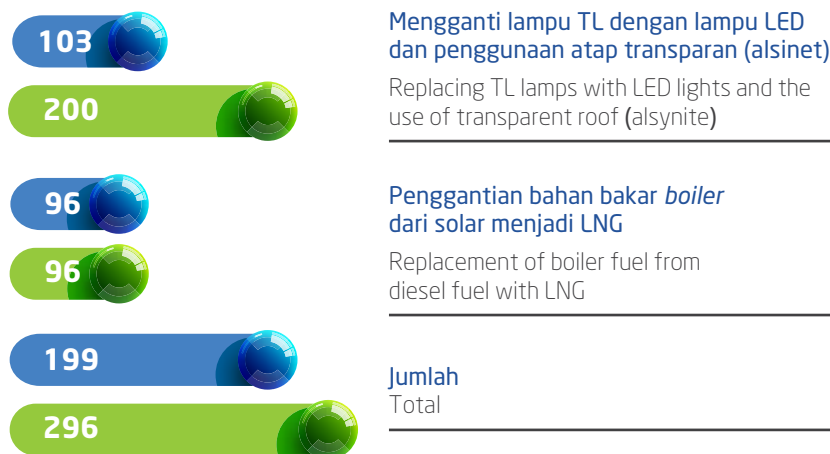 103
Mengganti lampu TL dengan lampu LED
dan penggunaan atap transparan (alsinet)
200
Replacing TL lamps with LED lights and the
use of transparent roof (alsynite)
96
Penggantian bahan bakar boiler
dari solar menjadi LNG
96
Replacement of boiler fuel from
diesel fuel with LNG
199
Jumlah
Total
296